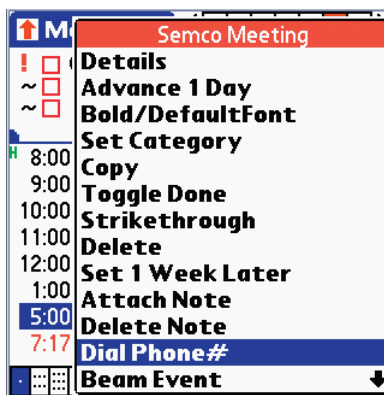 M
Semco Meeting
!
Details
~
Advance 1 Day
~
Bold/DefaultFont
Set Category
H
8:00
Copy
9:00
Toggle Done
10:00
Strikethrough
11:00
Delete
12:00
Set 1 Week Later
1:00
Attach Note
5:00
Delete Note
7:17
Dial Phone#
Beam Event